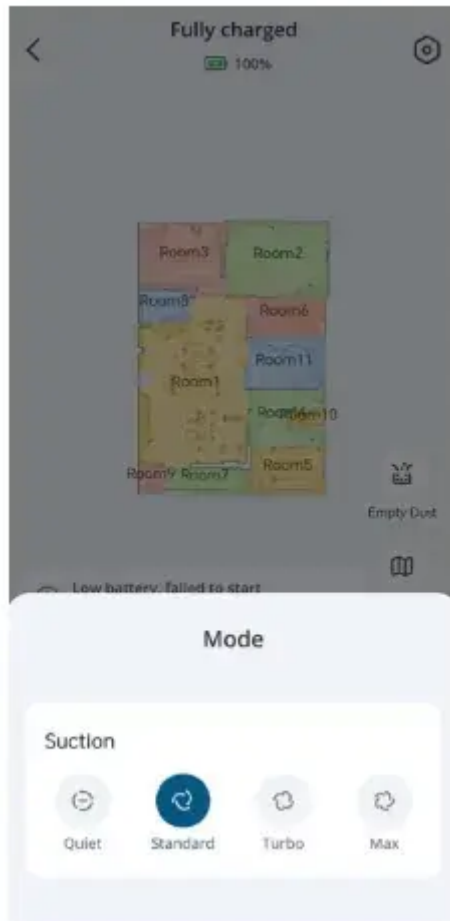 Fully charged
100%
Room3
Room2
Room8
Room6
Room11
Room1
Room10
Room5
Room9
Room7
Empty Dust
Low battery, failed to start
Mode
Suction
Quiet
Standard
Turbo
Max